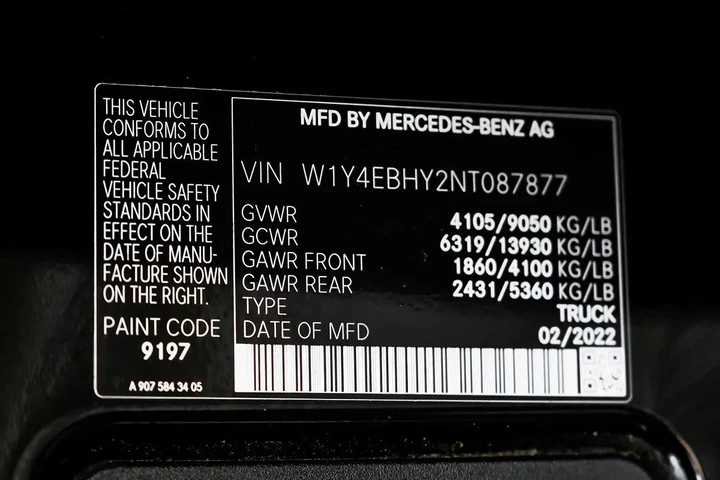 THIS VEHICLE
CONFORMS TO
ALL APPLICABLE
FEDERAL
VEHICLE SAFETY
STANDARDS IN
EFFECT ON THE
DATE OF MANU-
FACTURE SHOWN
ON THE RIGHT.
PAINT CODE
9197
A 907 584 34 05
MFD BY MERCEDES-BENZ AG
VIN W1Y4EBHY2NT087877
GVWR 4105/9050 KG/LB
GCWR 6319/13930 KG/LB
GAWR FRONT 1860/4100 KG/LB
GAWR REAR 2431/5360 KG/LB
TYPE TRUCK
DATE OF MFD 02/2022